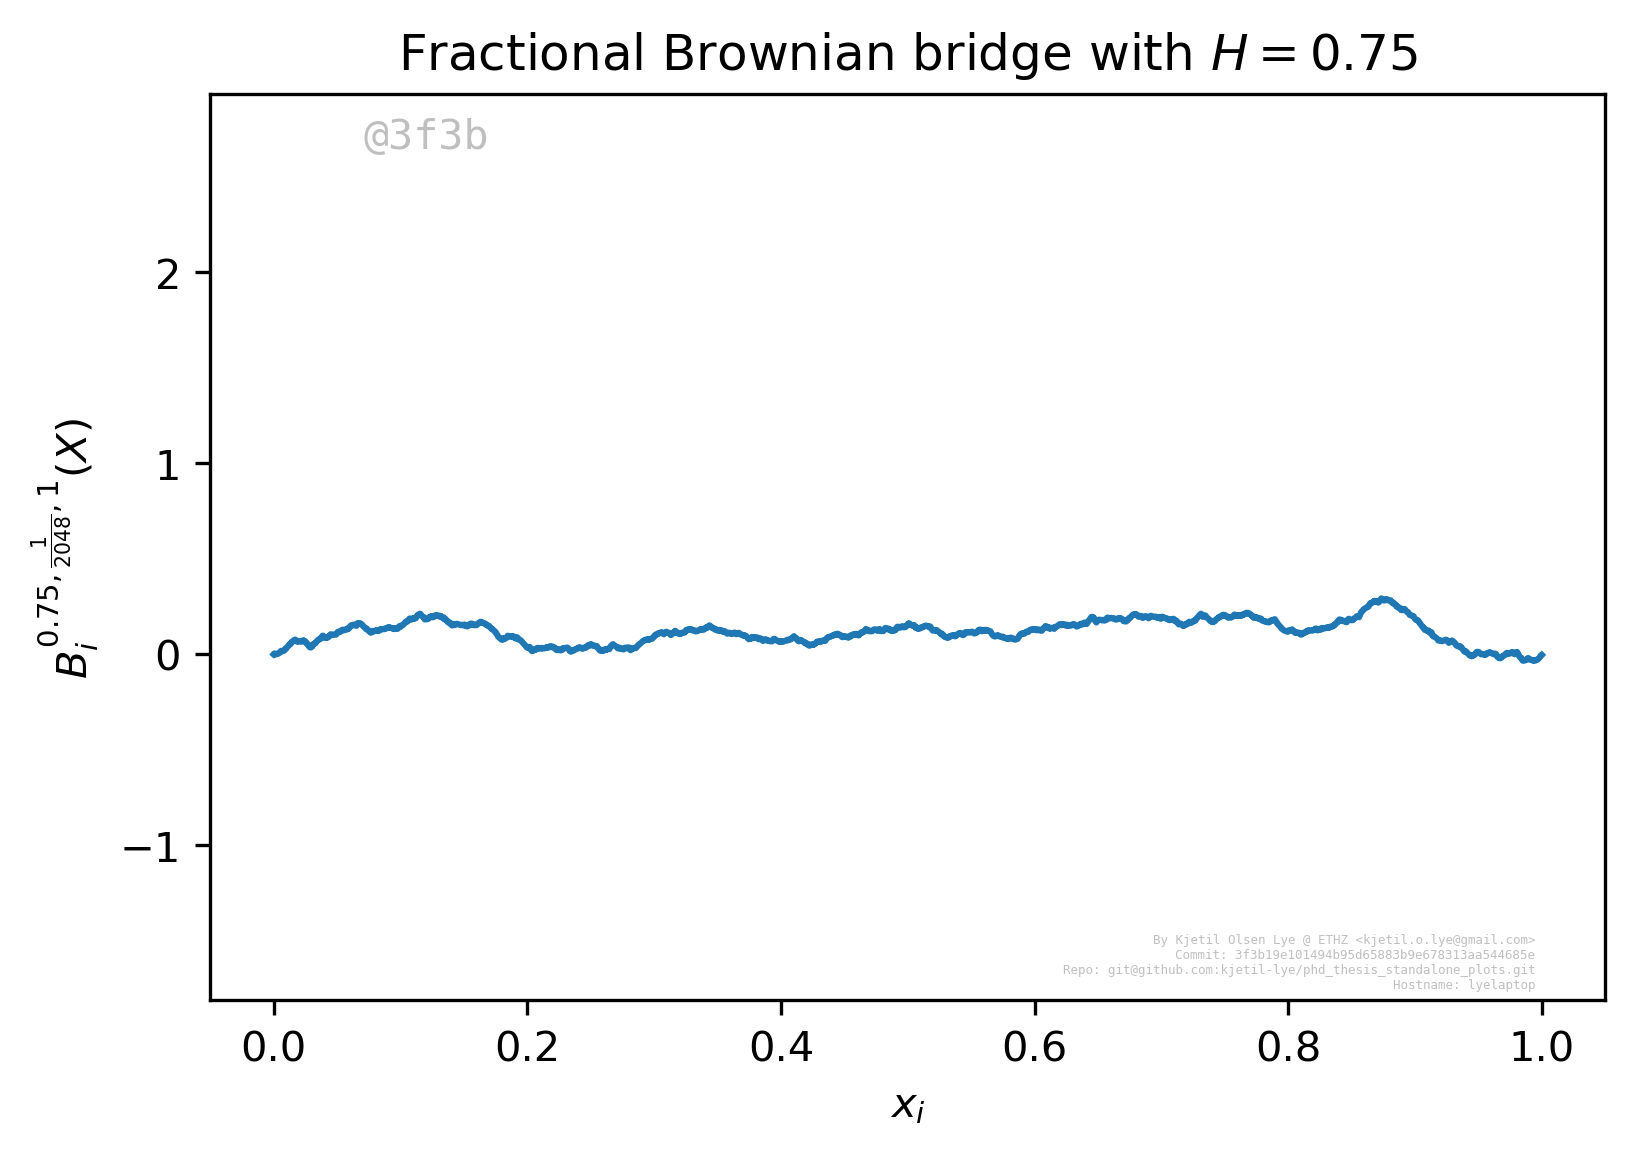 Fractional Brownian bridge with H = 0.75
@3f3b
2
1
0
−1
B_i^{0.75, \frac{1}{2048}, 1}(X)
By Kjetil Olsen Lye @ ETHZ <kjetil.o.lye@gmail.com>
Commit: 3f3b19e101494b95d65883b9e678313aa544685e
Repo: git@github.com:kjetil-lye/phd_thesis_standalone_plots.git
Hostname: lyelaptop
0.0 0.2 0.4 0.6 0.8 1.0
x_i